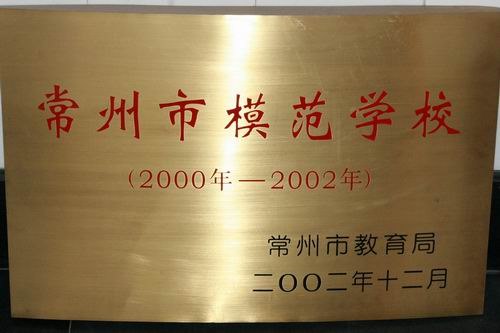 常州市模范学校
(2000年—2002年)
常州市教育局
二〇〇二年十二月